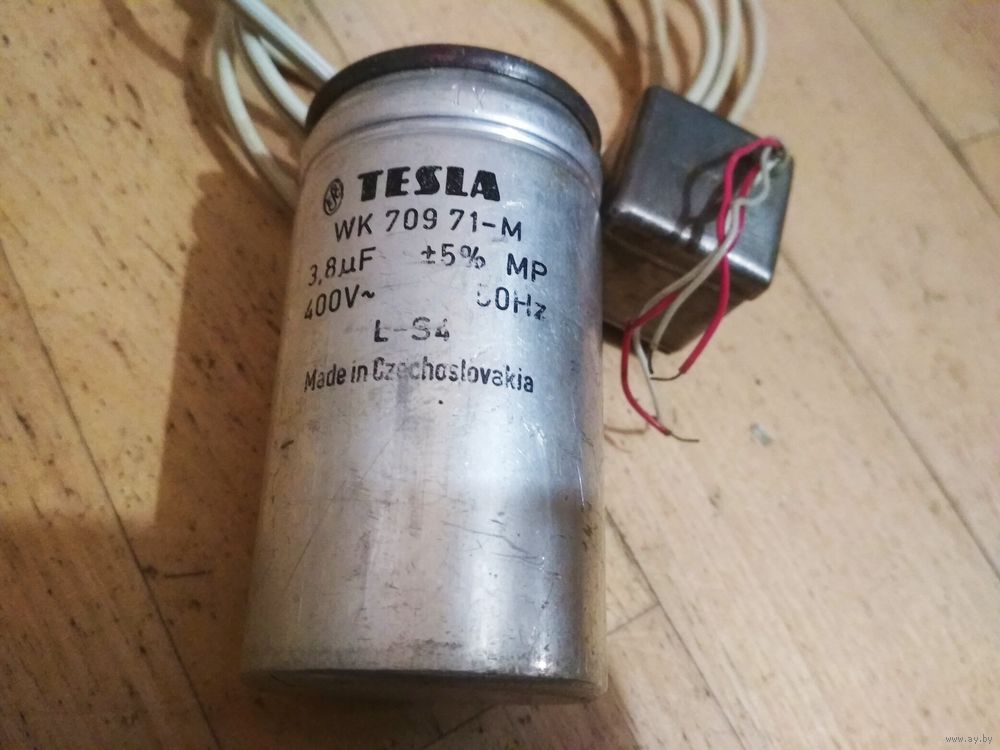 TESLA
WK 709 71-M
3,8µF ±5% MP
400V~ 50Hz
L-S4
Made in Czechoslovakia
www.ay.by